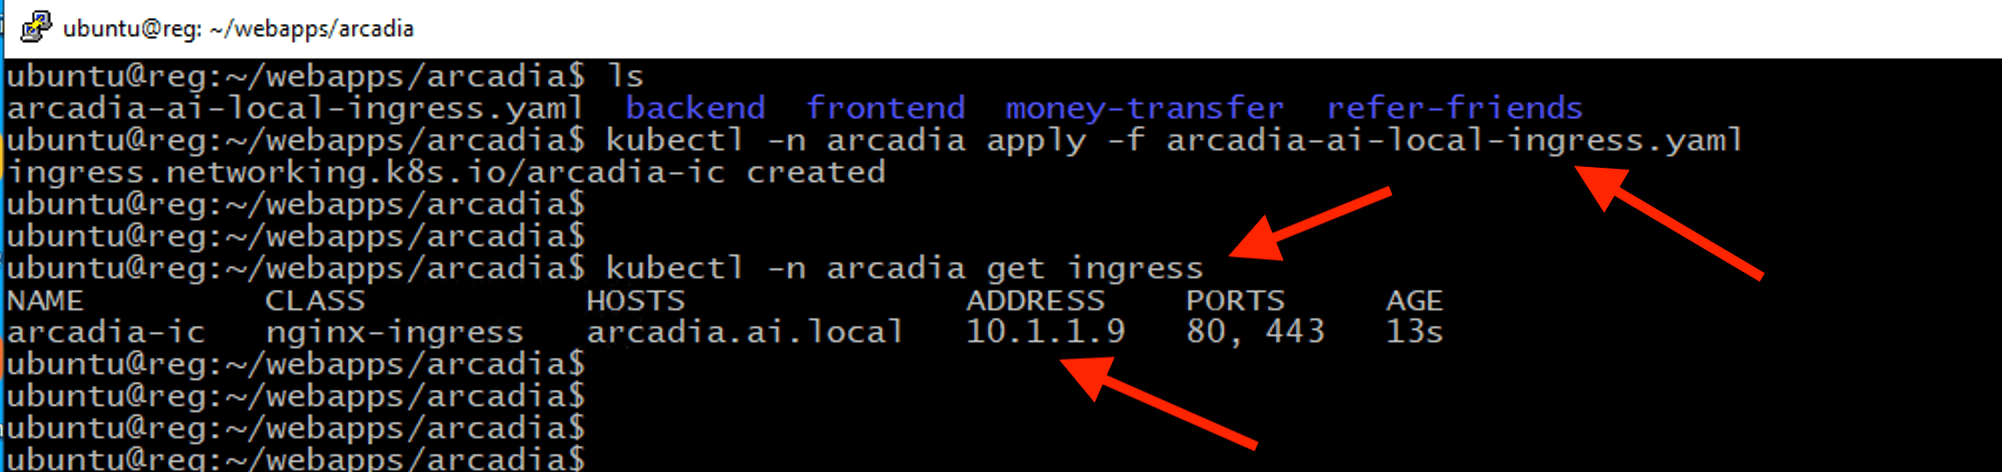 ubuntu@reg: ~/webapps/arcadia
ubuntu@reg:~/webapps/arcadia$ ls
arcadia-ai-local-ingress.yaml  backend  frontend  money-transfer  refer-friends
ubuntu@reg:~/webapps/arcadia$ kubectl -n arcadia apply -f arcadia-ai-local-ingress.yaml
ingress.networking.k8s.io/arcadia-ic created
ubuntu@reg:~/webapps/arcadia$
ubuntu@reg:~/webapps/arcadia$
ubuntu@reg:~/webapps/arcadia$ kubectl -n arcadia get ingress
NAME         CLASS           HOSTS              ADDRESS    PORTS     AGE
arcadia-ic   nginx-ingress   arcadia.ai.local   10.1.1.9   80, 443   13s
ubuntu@reg:~/webapps/arcadia$
ubuntu@reg:~/webapps/arcadia$
ubuntu@reg:~/webapps/arcadia$
ubuntu@reg:~/webapps/arcadia$